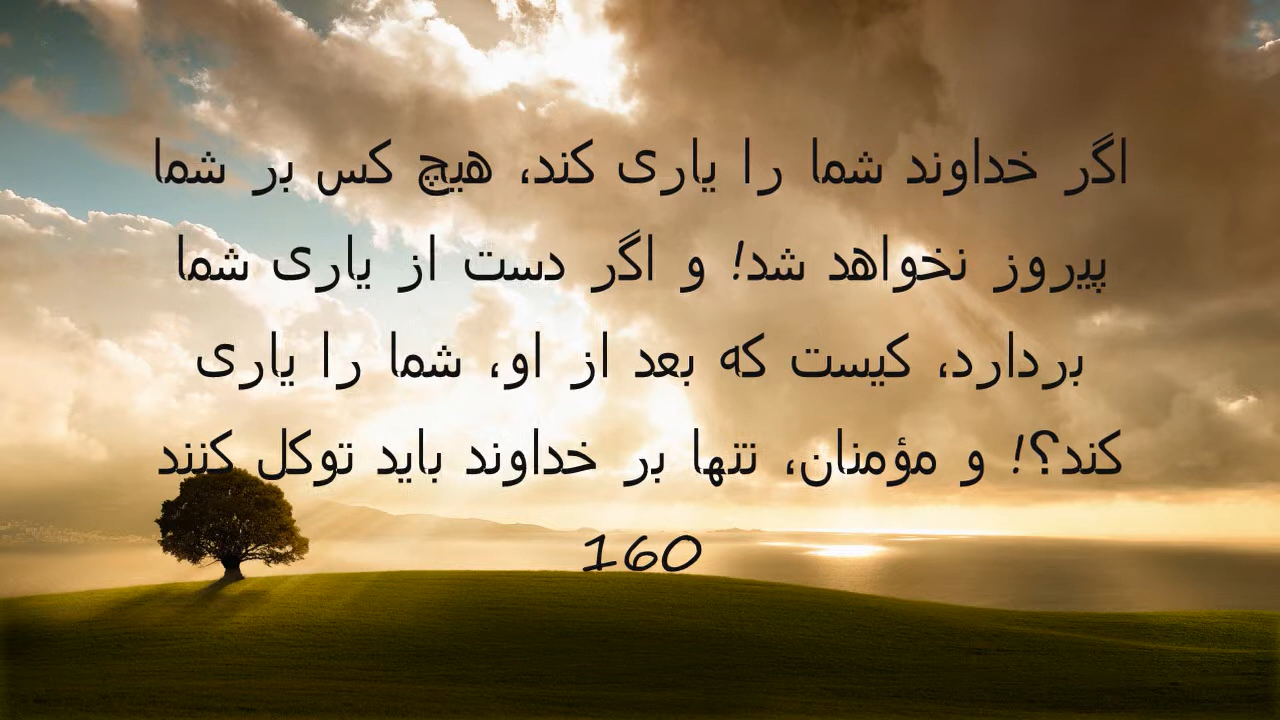 اگر خداوند شما را یاری کند، هیچ کس بر شما
پیروز نخواهد شد! و اگر دست از یاری شما
بردارد، کیست که بعد از او، شما را یاری
کند؟! و مؤمنان، تنها بر خداوند باید توکل کنند
160